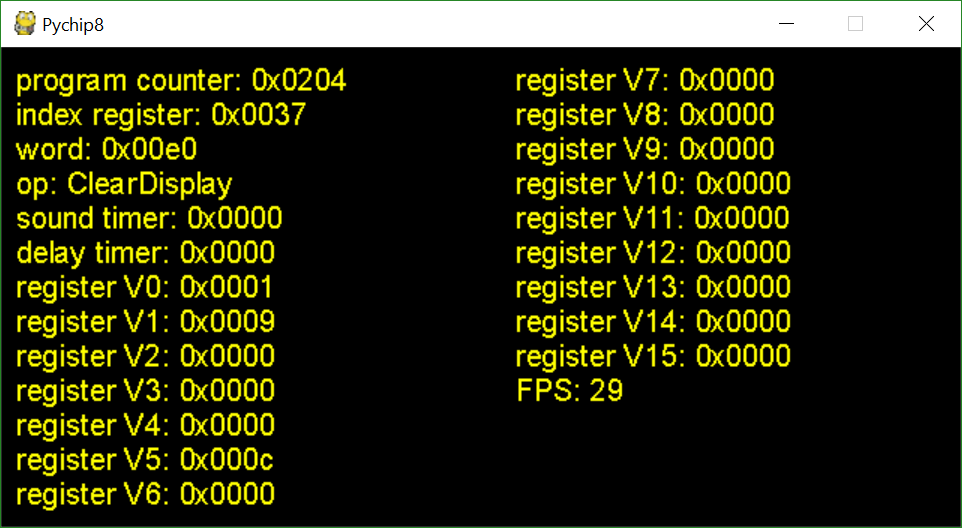 Pychip8
program counter: 0x0204
index register: 0x0037
word: 0x00e0
op: ClearDisplay
sound timer: 0x0000
delay timer: 0x0000
register V0: 0x0001
register V1: 0x0009
register V2: 0x0000
register V3: 0x0000
register V4: 0x0000
register V5: 0x000c
register V6: 0x0000
register V7: 0x0000
register V8: 0x0000
register V9: 0x0000
register V10: 0x0000
register V11: 0x0000
register V12: 0x0000
register V13: 0x0000
register V14: 0x0000
register V15: 0x0000
FPS: 29